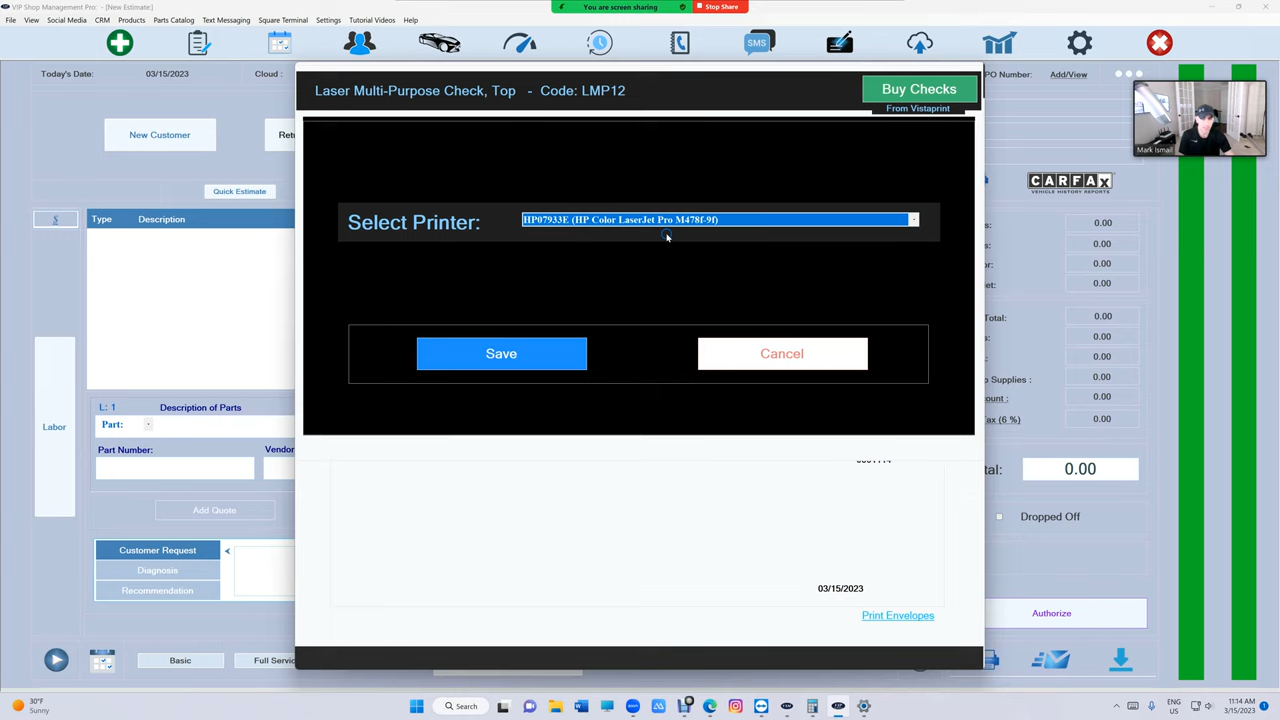 VIP Shop Management Pro: - [New Estimate:]
You are screen sharing
Stop Share
File View Social Media CRM Products Parts Catalog Text Messaging Square Terminal Settings Tutorial Videos Help
SMS
Today's Date: 03/15/2023 Cloud :
PO Number: Add/View
Laser Multi-Purpose Check, Top - Code: LMP12
Buy Checks
From Vistaprint
Mark Ismail
New Customer
Quick Estimate
CARFAX
VEHICLE HISTORY REPORTS
S
Type Description
Select Printer:
HP07933E (HP Color LaserJet Pro M478f-9f)
0.00
0.00
0.00
0.00
Total: 0.00
0.00
0.00
0.00
0.00
Tax (6 %) 0.00
Save
Cancel
L: 1 Description of Parts
Labor
Part:
Part Number:
Vendor
0.00
Add Quote
Dropped Off
Customer Request
Diagnosis
Recommendation
03/15/2023
Print Envelopes
Authorize
Basic
30°F
Sunny
Search
ENG
US
11:14 AM
3/15/2023